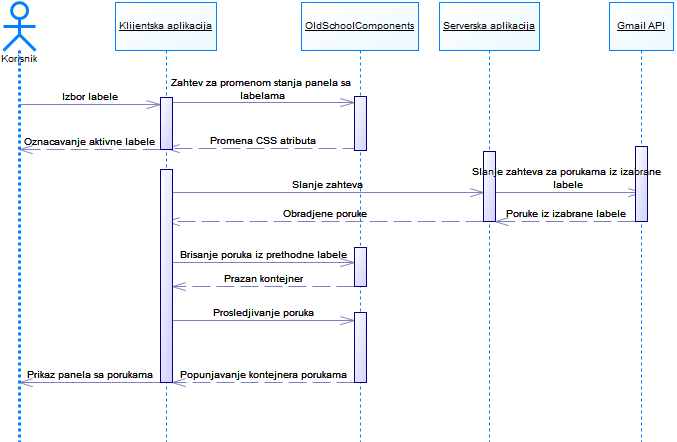 Korisnik
Klijentska aplikacija
OldSchoolComponents
Serverska aplikacija
Gmail API
Izbor labele
Zahtev za promenom stanja panela sa
labelama
Oznacavanje aktivne labele
Promena CSS atributa
Slanje zahteva
Slanje zahteva za porukama iz izabrane
labele
Obradjene poruke
Poruke iz izabrane labele
Brisanje poruka iz prethodne labele
Prazan kontejner
Prosledjivanje poruka
Prikaz panela sa porukama
Popunjavanje kontejnera porukama